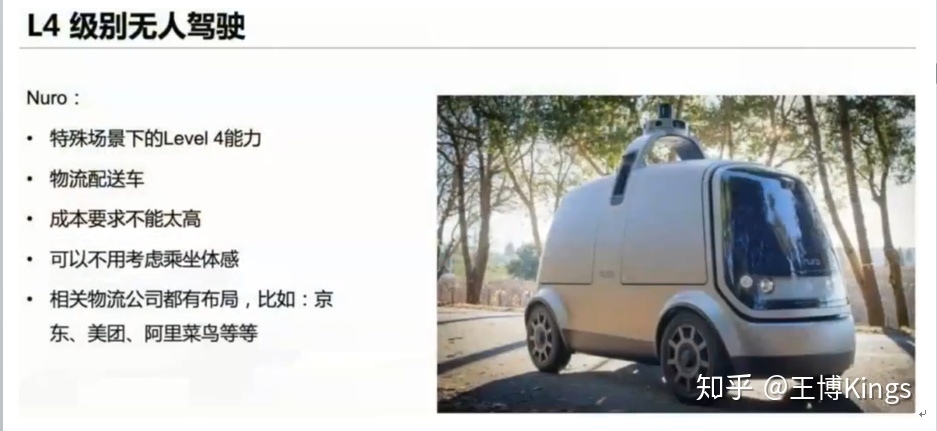 L4 级别无人驾驶
Nuro：
• 特殊场景下的Level 4能力
• 物流配送车
• 成本要求不能太高
• 可以不用考虑乘坐体感
• 相关物流公司都有布局，比如：京
东、美团、阿里菜鸟等等
nuro
nuro
知乎 @王博Kings